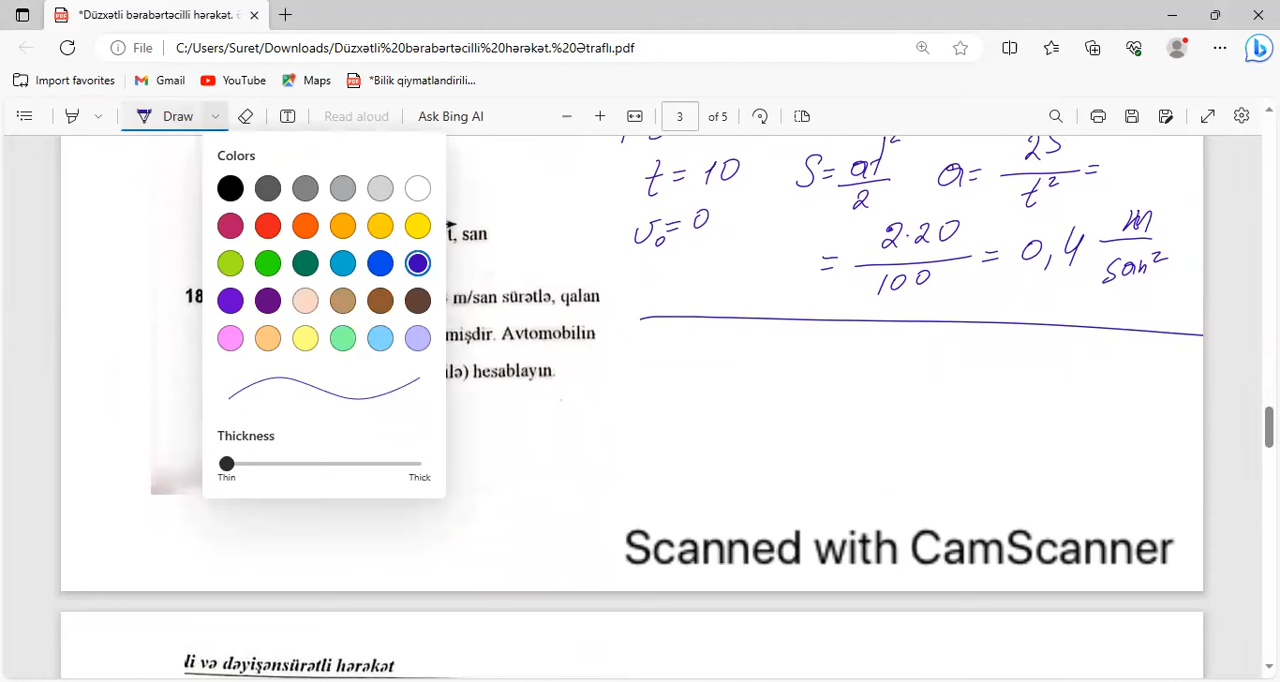 *Düzxətli bərabərtəcilli hərəkət.
File C:/Users/Suret/Downloads/Düzxətli%20bərabərtəcilli%20hərəkət.%20Ətraflı.pdf
Import favorites Gmail YouTube Maps *Bilik qiymatlandirili...
Draw Read aloud Ask Bing AI 3 of 5
Colors
Thickness
Thin Thick
t, san
18
m/san sürətlə, qalan
mişdir. Avtomobilin
lə) hesablayın.
t = 10 S = at²/2 a = 2S/t² =
v₀ = 0
= 2·20/100 = 0,4 m/san²
Scanned with CamScanner
li və dəyişənsürətli hərəkət